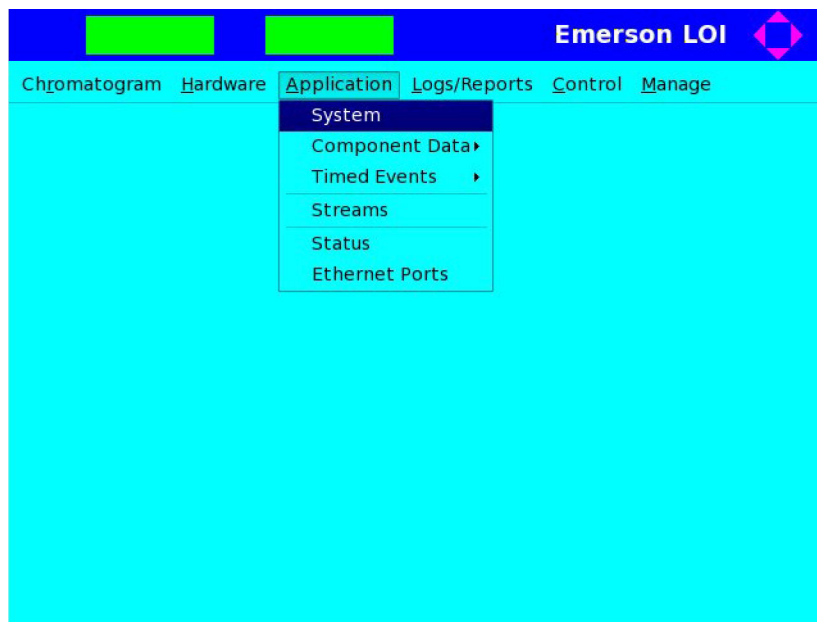 Emerson LOI
Chromatogram Hardware Application Logs/Reports Control Manage
System
Component Data
Timed Events
Streams
Status
Ethernet Ports